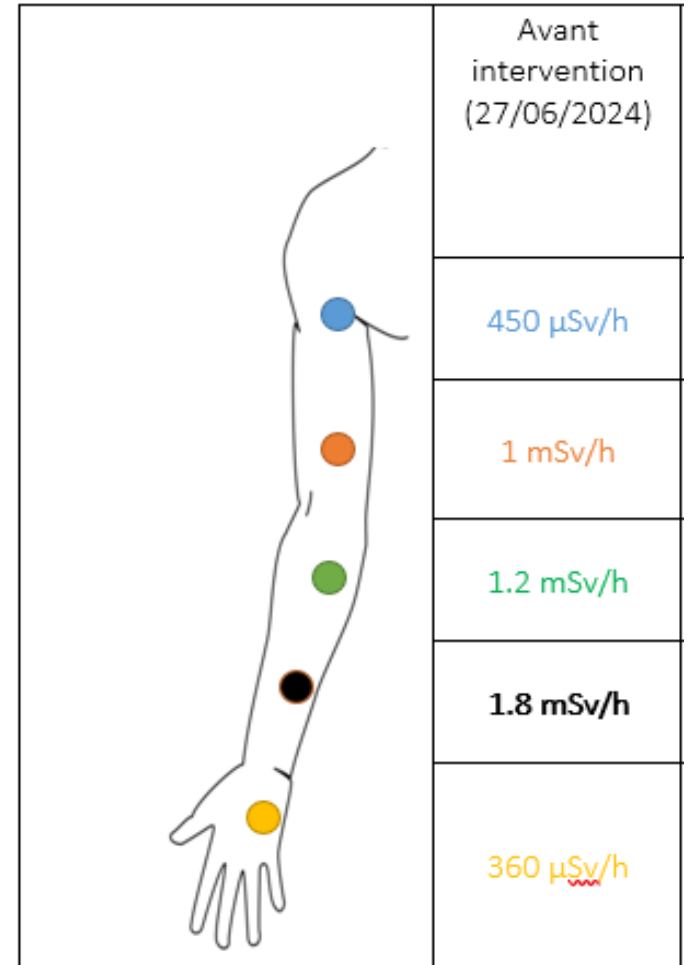 Avant
intervention
(27/06/2024)
450 µSv/h
1 mSv/h
1.2 mSv/h
1.8 mSv/h
360 µSv/h